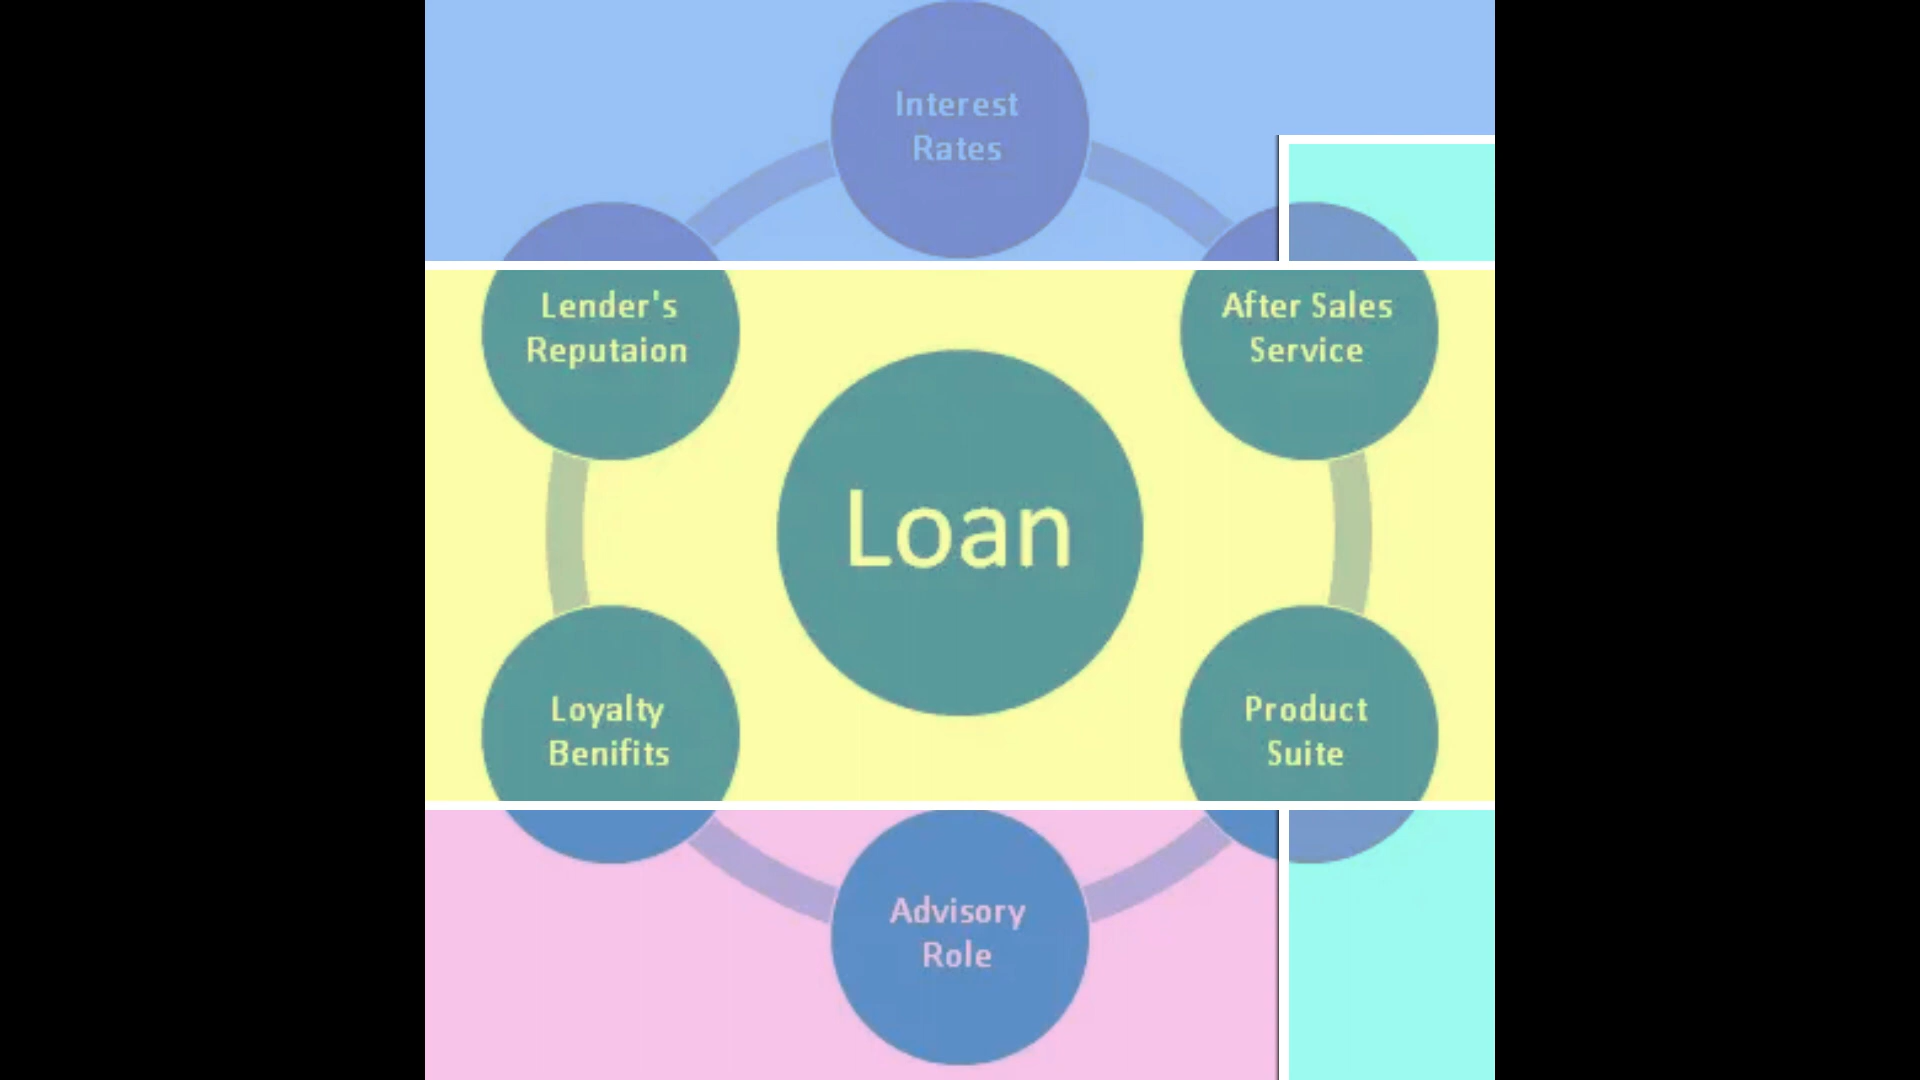 Interest
Rates
Lender's
Reputaion
After Sales
Service
Loan
Loyalty
Benifits
Product
Suite
Advisory
Role